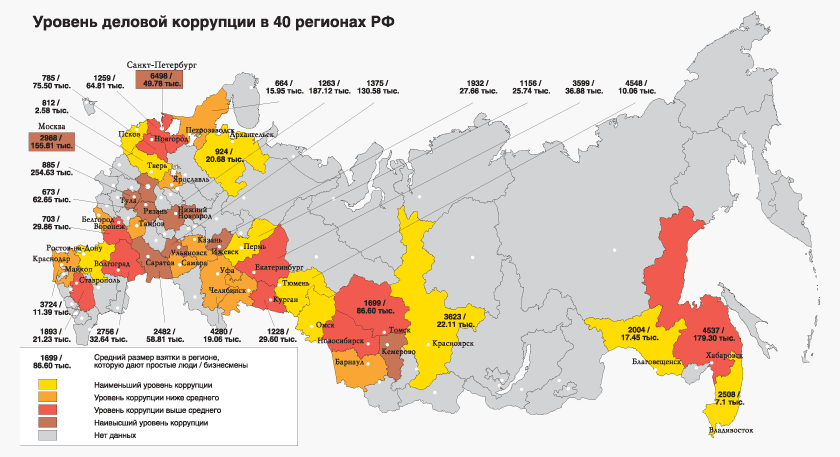 Уровень деловой коррупции в 40 регионах РФ
Санкт-Петербург
785 /
75.50 тыс.
1259 /
64.81 тыс.
6498 /
49.78 тыс.
664 /
15.95 тыс.
1263 /
187.12 тыс.
1375 /
130.58 тыс.
1932 /
27.66 тыс.
1156 /
25.74 тыс.
3599 /
36.88 тыс.
4548 /
10.06 тыс.
812 /
2.58 тыс.
Москва
2988 /
155.81 тыс.
885 /
254.63 тыс.
673 /
62.65 тыс.
703 /
29.86 тыс.
Псков
Новгород
Петрозаводск
Архангельск
924 /
20.68 тыс.
Тверь
Ярославль
Тула
Рязань
Нижний
Новгород
Белгород
Воронеж
Тамбов
Казань
Ульяновск
Ижевск
Пермь
Ростов-на-Дону
Краснодар
Волгоград
Саратов
Самара
Майкоп
Ставрополь
Уфа
Екатеринбург
Челябинск
Тюмень
Курган
Омск
1699 /
86.60 тыс.
Новосибирск
Томск
Кемерово
Барнаул
3623 /
22.11 тыс.
Красноярск
2004 /
17.45 тыс.
Благовещенск
4537 /
179.30 тыс.
Хабаровск
2508 /
7.1 тыс.
Владивосток
3724 /
11.39 тыс.
1893 /
21.23 тыс.
2756 /
32.64 тыс.
2482 /
58.81 тыс.
4280 /
19.06 тыс.
1228 /
29.60 тыс.
1699 /
86.60 тыс.
Средний размер взятки в регионе,
которую дают простые люди / бизнесмены
Наименьший уровень коррупции
Уровень коррупции ниже среднего
Уровень коррупции выше среднего
Наивысший уровень коррупции
Нет данных